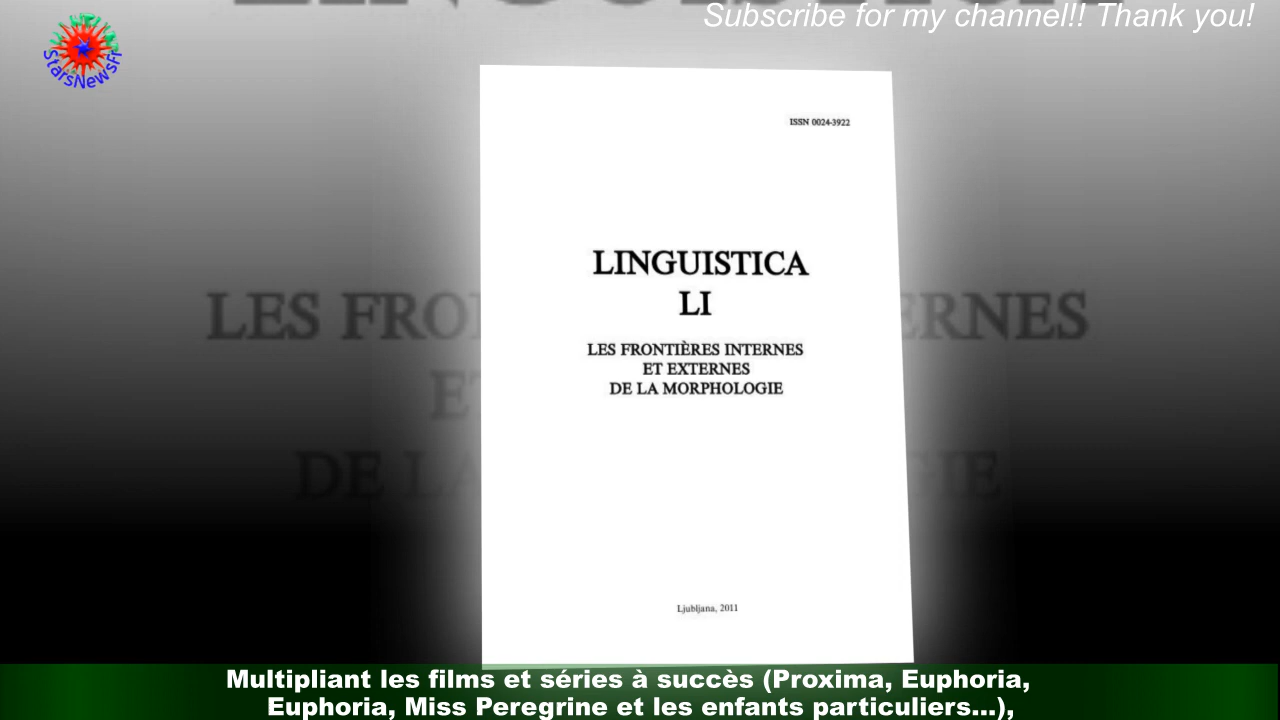 Subscribe for my channel!! Thank you!
StarsNewsFr
ISSN 0024-3922
LINGUISTICA
LI
LES FRONTIÈRES INTERNES
ET EXTERNES
DE LA MORPHOLOGIE
Ljubljana, 2011
Multipliant les films et séries à succès (Proxima, Euphoria,
Euphoria, Miss Peregrine et les enfants particuliers...),